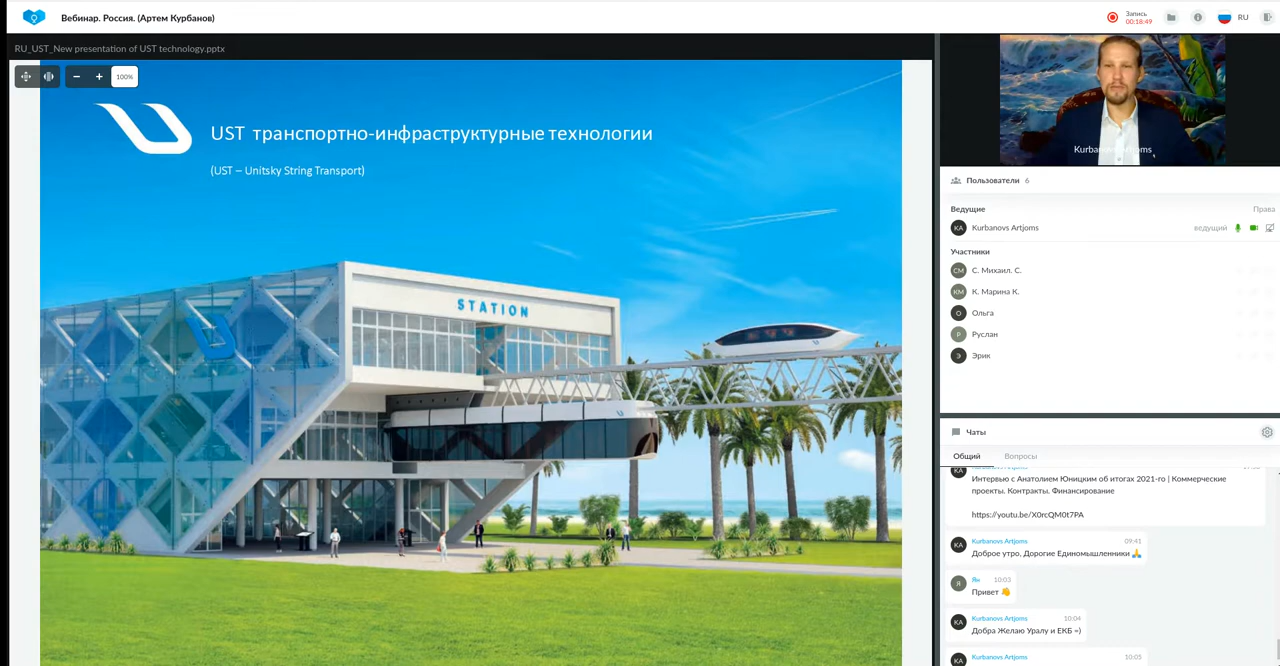 Вебинар. Россия. (Артем Курбанов)
Запись
00:18:49
RU
RU_UST_New presentation of UST technology.pptx
100%
UST транспортно-инфраструктурные технологии
(UST – Unitsky String Transport)
STATION
Kurbanovs Artjoms
Пользователи 6
Ведущие Права
KA Kurbanovs Artjoms ведущий
Участники
СМ С. Михаил. С.
КМ К. Марина К.
О Ольга
Р Руслан
Э Эрик
Чаты
Общий Вопросы
KA
Интервью с Анатолием Юницким об итогах 2021-го | Коммерческие
проекты. Контракты. Финансирование
https://youtu.be/X0rcQM0t7PA
KA Kurbanovs Artjoms 09:41
Доброе утро, Дорогие Единомышленники 🙏
Я Ян 10:03
Привет 👋
KA Kurbanovs Artjoms 10:04
Добра Желаю Уралу и ЕКБ =)
KA Kurbanovs Artjoms 10:05